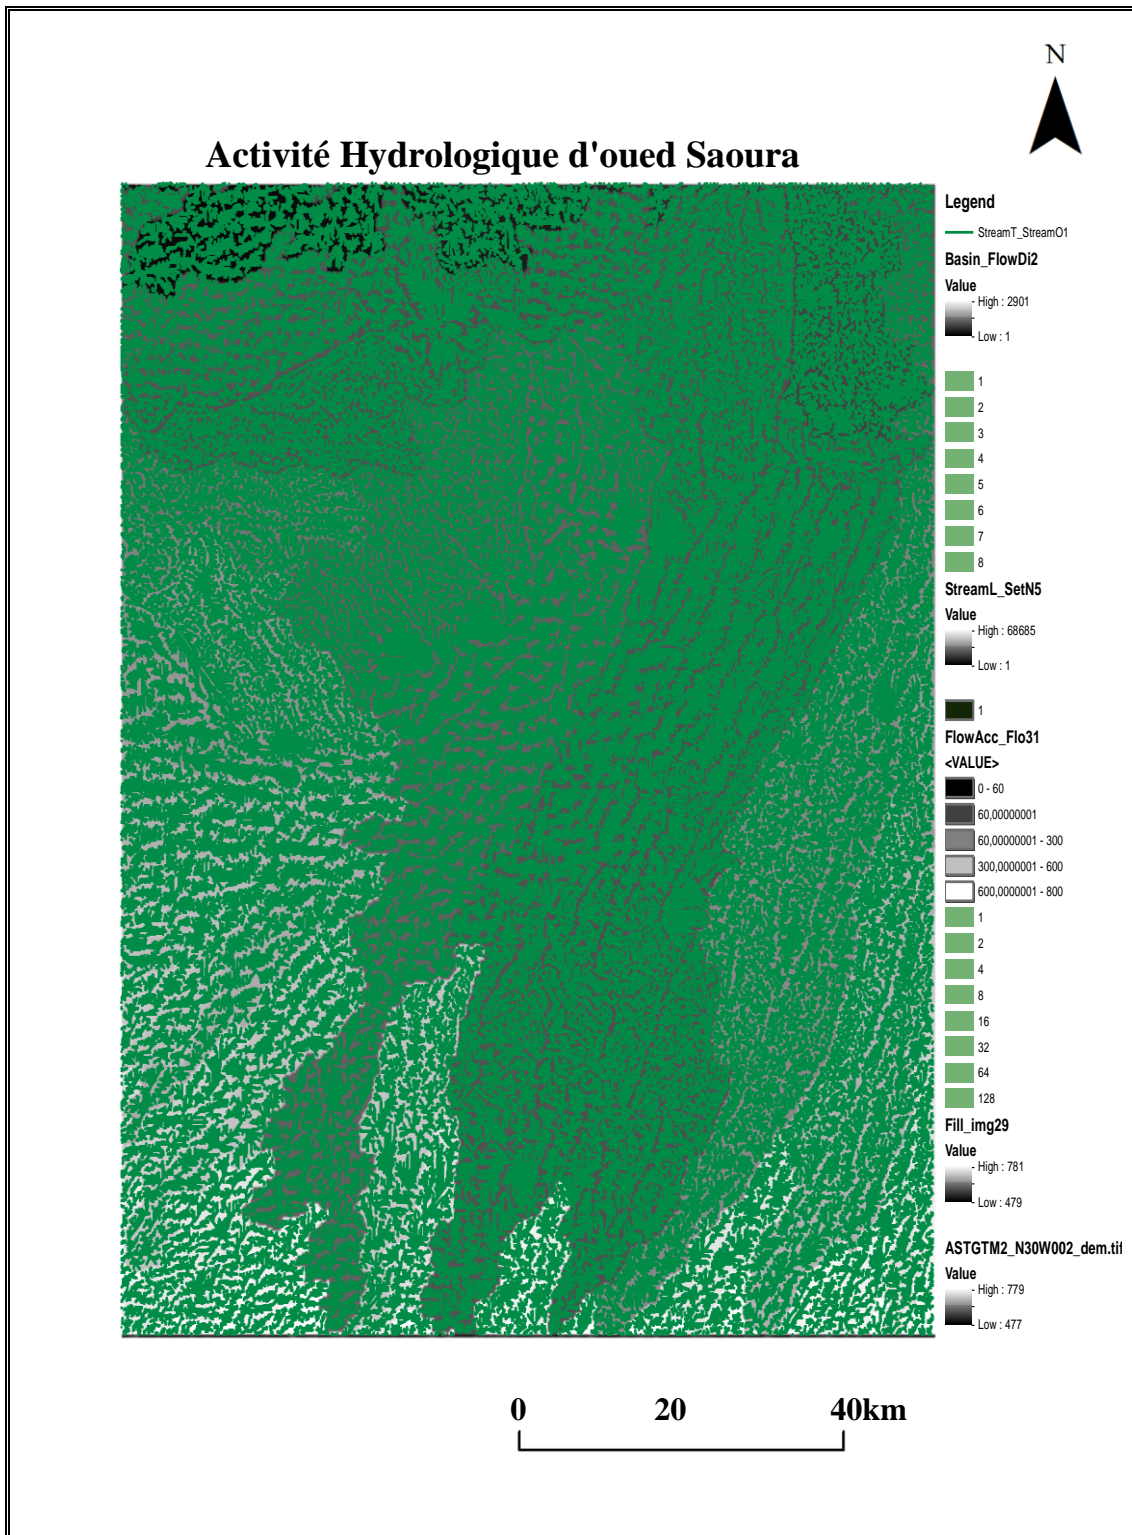 N
Activité Hydrologique d'oued Saoura
Legend
StreamT_StreamO1
Basin_FlowDi2
Value
High : 2901
Low : 1
1
2
3
4
5
6
7
8
StreamL_SetN5
Value
High : 68685
Low : 1
1
FlowAcc_Flo31
<VALUE>
0 - 60
60,00000001
60,00000001 - 300
300,0000001 - 600
600,0000001 - 800
1
2
4
8
16
32
64
128
Fill_img29
Value
High : 781
Low : 479
ASTGTM2_N30W002_dem.tif
Value
High : 779
Low : 477
0 20 40km